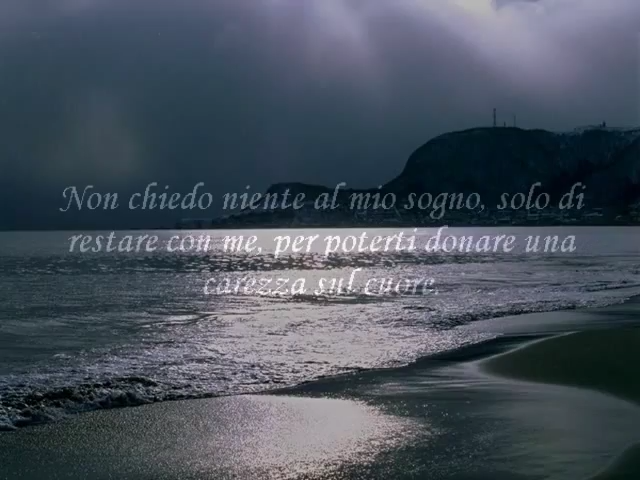 Non chiedo niente al mio sogno, solo di
restare con me, per poterti donare una
carezza sul cuore.